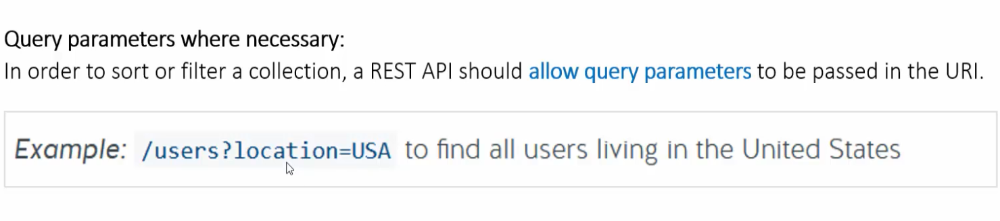 Query parameters where necessary:
In order to sort or filter a collection, a REST API should allow query parameters to be passed in the URI.
Example: /users?location=USA to find all users living in the United States